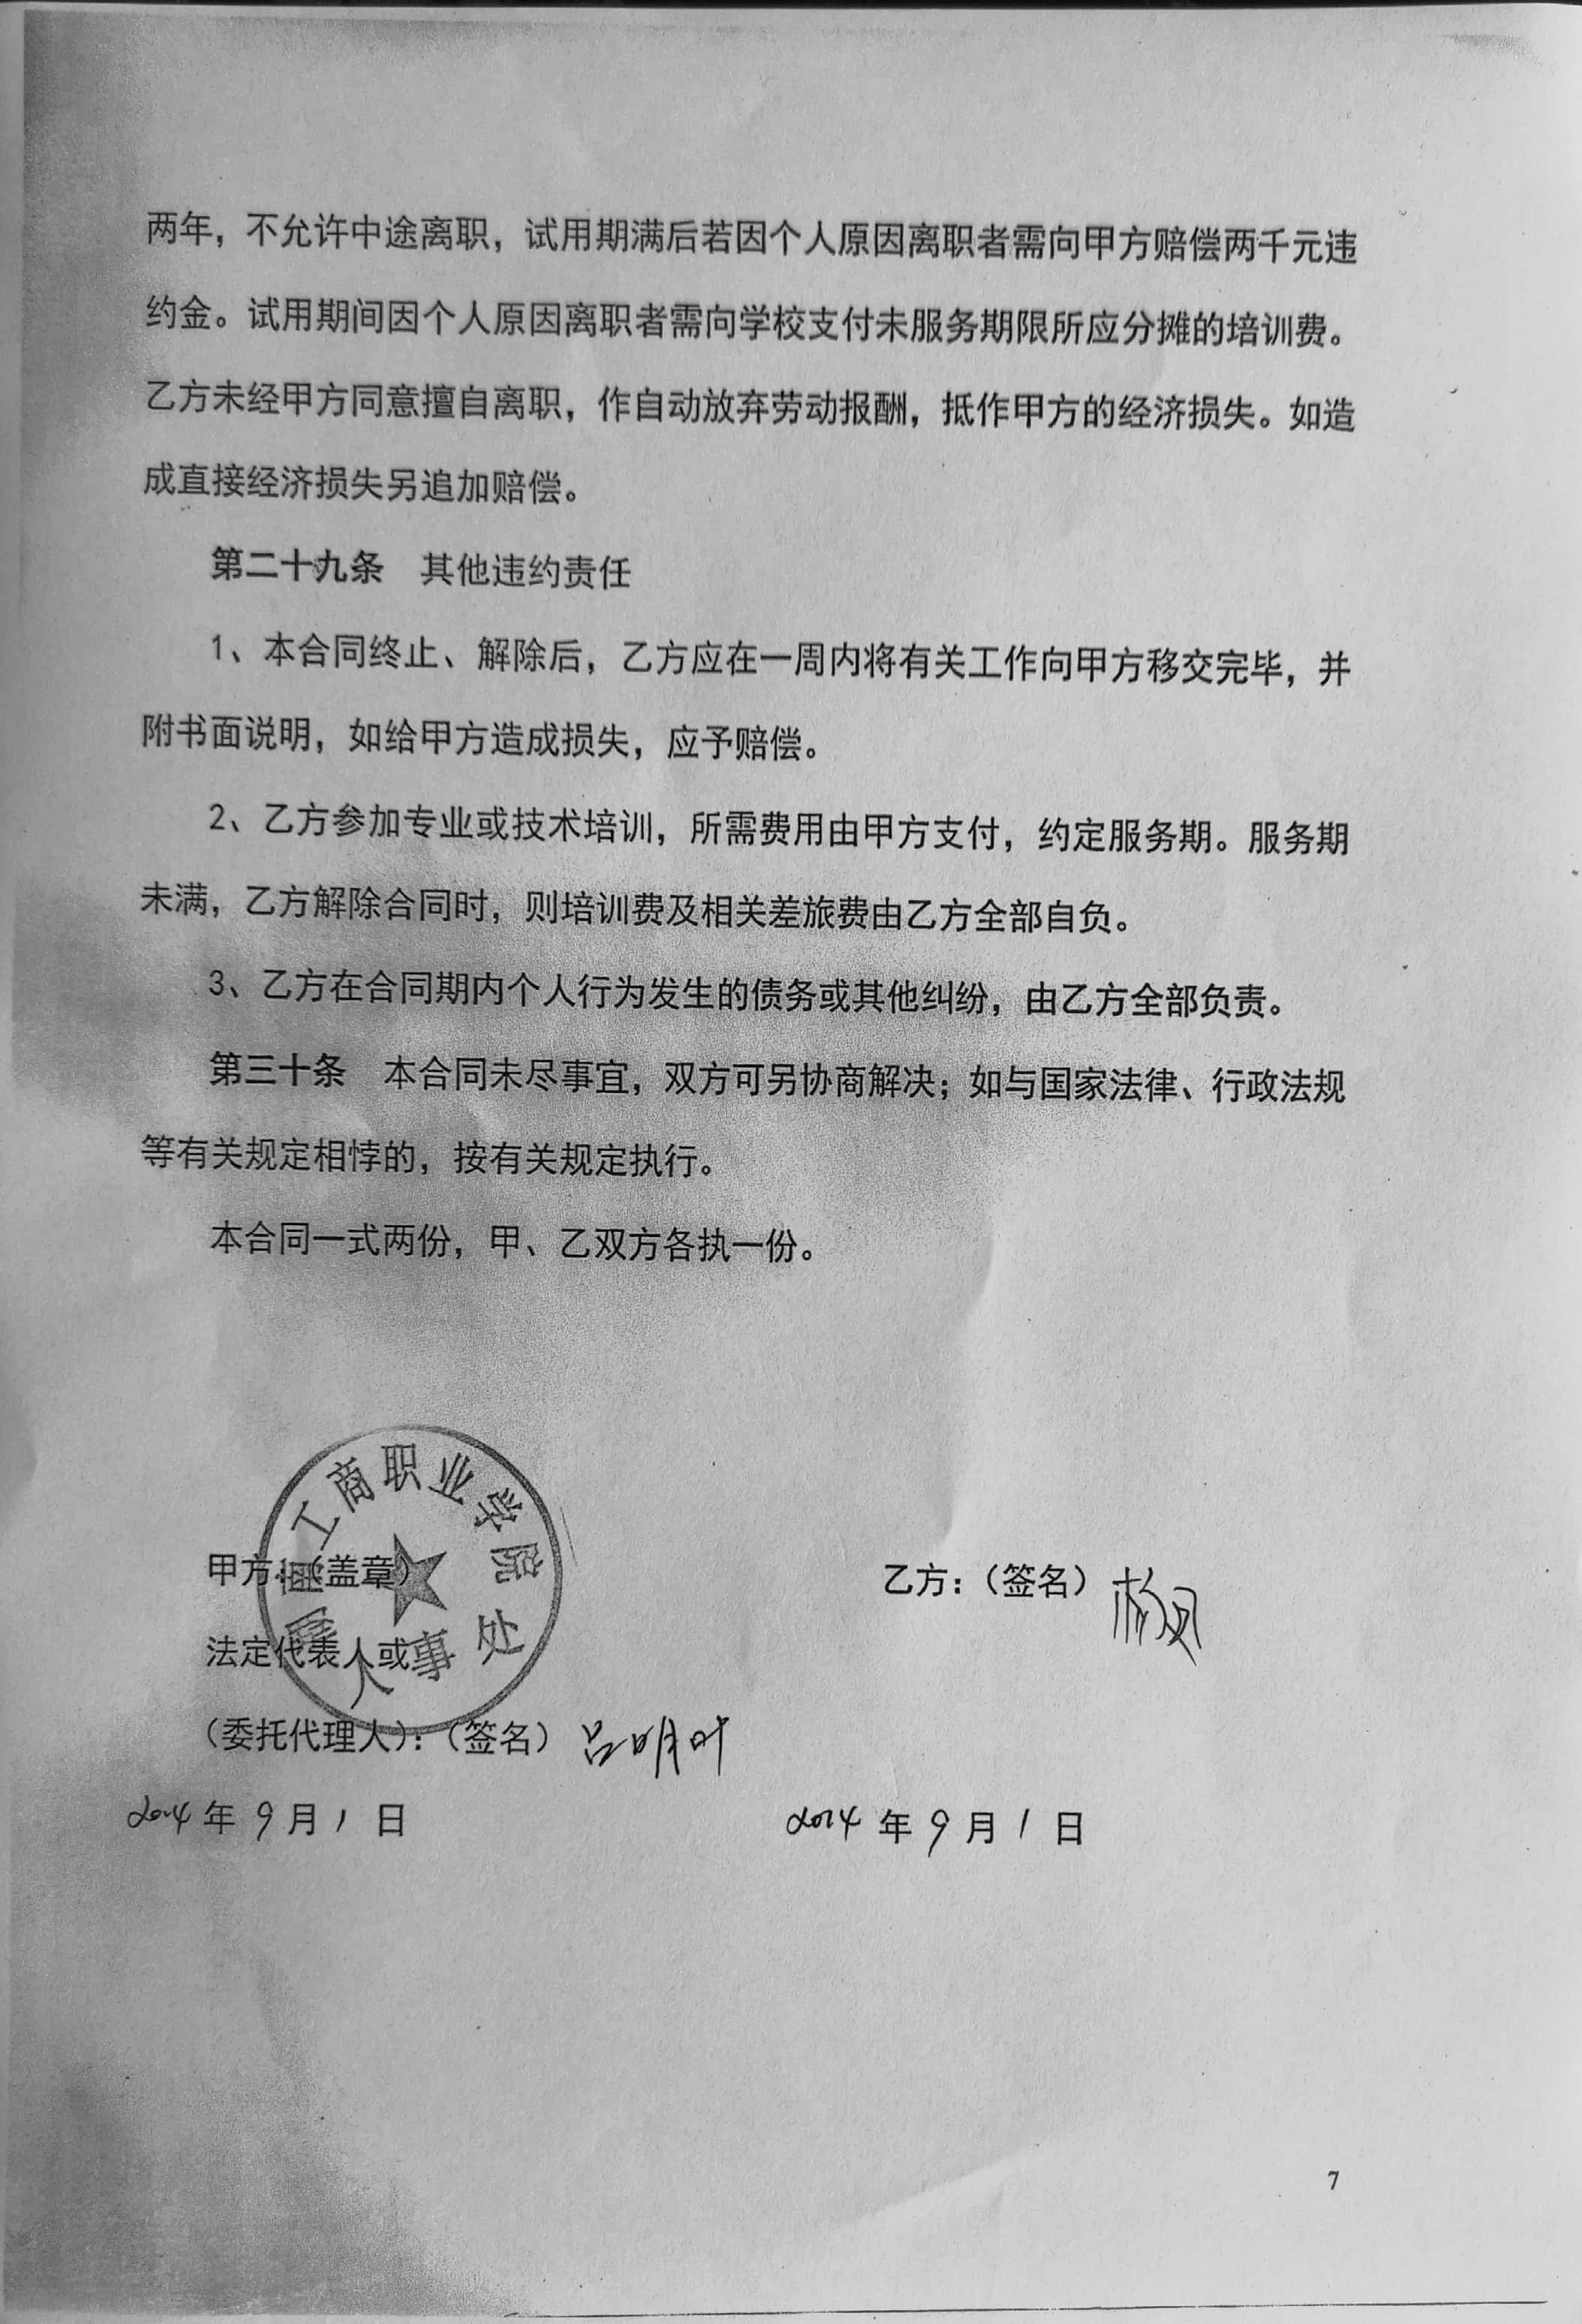 两年，不允许中途离职，试用期满后若因个人原因离职者需向甲方赔偿两千元违
约金。试用期间因个人原因离职者需向学校支付未服务期限所应分摊的培训费。
乙方未经甲方同意擅自离职，作自动放弃劳动报酬，抵作甲方的经济损失。如造
成直接经济损失另追加赔偿。
第二十九条　其他违约责任
1、本合同终止、解除后，乙方应在一周内将有关工作向甲方移交完毕，并
附书面说明，如给甲方造成损失，应予赔偿。
2、乙方参加专业或技术培训，所需费用由甲方支付，约定服务期。服务期
未满，乙方解除合同时，则培训费及相关差旅费由乙方全部自负。
3、乙方在合同期内个人行为发生的债务或其他纠纷，由乙方全部负责。
第三十条　本合同未尽事宜，双方可另协商解决；如与国家法律、行政法规
等有关规定相悖的，按有关规定执行。
本合同一式两份，甲、乙双方各执一份。
工商职业学院
人事处
甲方：（盖章）
乙方：（签名）
法定代表人或
（委托代理人）：（签名）吕明叶
2024年9月1日
2024年9月1日
7